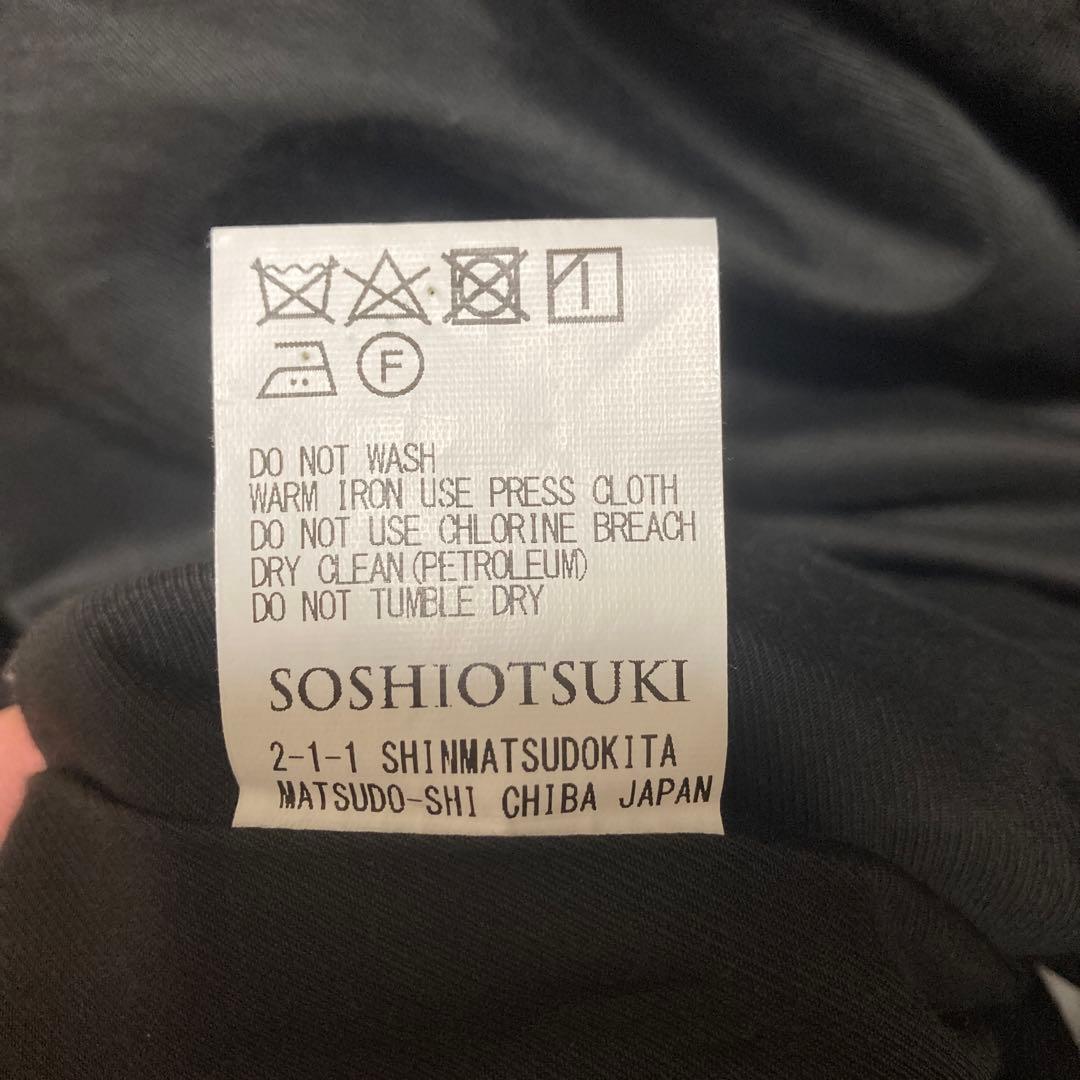 F
DO NOT WASH
WARM IRON USE PRESS CLOTH
DO NOT USE CHLORINE BREACH
DRY CLEAN(PETROLEUM)
DO NOT TUMBLE DRY
SOSHIOTSUKI
2-1-1 SHINMATSUDOKITA
MATSUDO-SHI CHIBA JAPAN